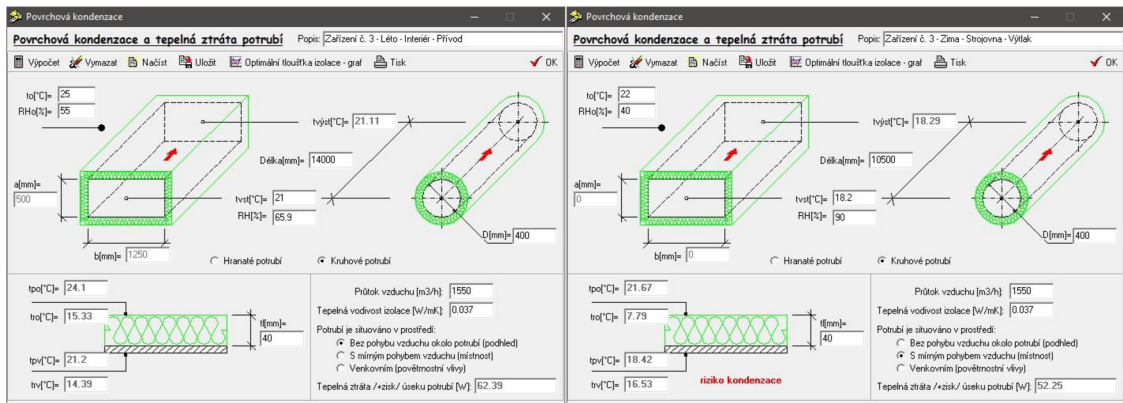 Povrchová kondenzace
Povrchová kondenzace a tepelná ztráta potrubí Popis: Zařízení č. 3 - Léto - Interiér - Přívod
Výpočet Vymazat Načíst Uložit Optimální tloušťka izolace - graf Tisk OK
to[°C]= 25
RHo[%]= 55
tvýst[°C]= 21.11
Délka[mm]= 14000
a[mm]=
500
tvst[°C]= 21
RH[%]= 65.9
D[mm]= 400
b[mm]= 1250
Hranaté potrubí Kruhové potrubí
tpo[°C]= 24.1
tro[°C]= 15.33
tl[mm]=
40
tpv[°C]= 21.2
trv[°C]= 14.39
Průtok vzduchu [m3/h]: 1550
Tepelná vodivost izolace [W/mK]: 0.037
Potrubí je situováno v prostředí:
Bez pohybu vzduchu okolo potrubí (podhled)
S mírným pohybem vzduchu (místnost)
Venkovním (povětrnostní vlivy)
Tepelná ztráta /+zisk/ úseku potrubí [W]: 62.39
Povrchová kondenzace
Povrchová kondenzace a tepelná ztráta potrubí Popis: Zařízení č. 3 - Zima - Strojovna - Výtlak
Výpočet Vymazat Načíst Uložit Optimální tloušťka izolace - graf Tisk OK
to[°C]= 22
RHo[%]= 40
tvýst[°C]= 18.29
Délka[mm]= 10500
a[mm]=
0
tvst[°C]= 18.2
RH[%]= 90
D[mm]= 400
b[mm]= 0
Hranaté potrubí Kruhové potrubí
tpo[°C]= 21.67
tro[°C]= 7.79
tl[mm]=
40
tpv[°C]= 18.42
trv[°C]= 16.53
riziko kondenzace
Průtok vzduchu [m3/h]: 1550
Tepelná vodivost izolace [W/mK]: 0.037
Potrubí je situováno v prostředí:
Bez pohybu vzduchu okolo potrubí (podhled)
S mírným pohybem vzduchu (místnost)
Venkovním (povětrnostní vlivy)
Tepelná ztráta /+zisk/ úseku potrubí [W]: 52.25